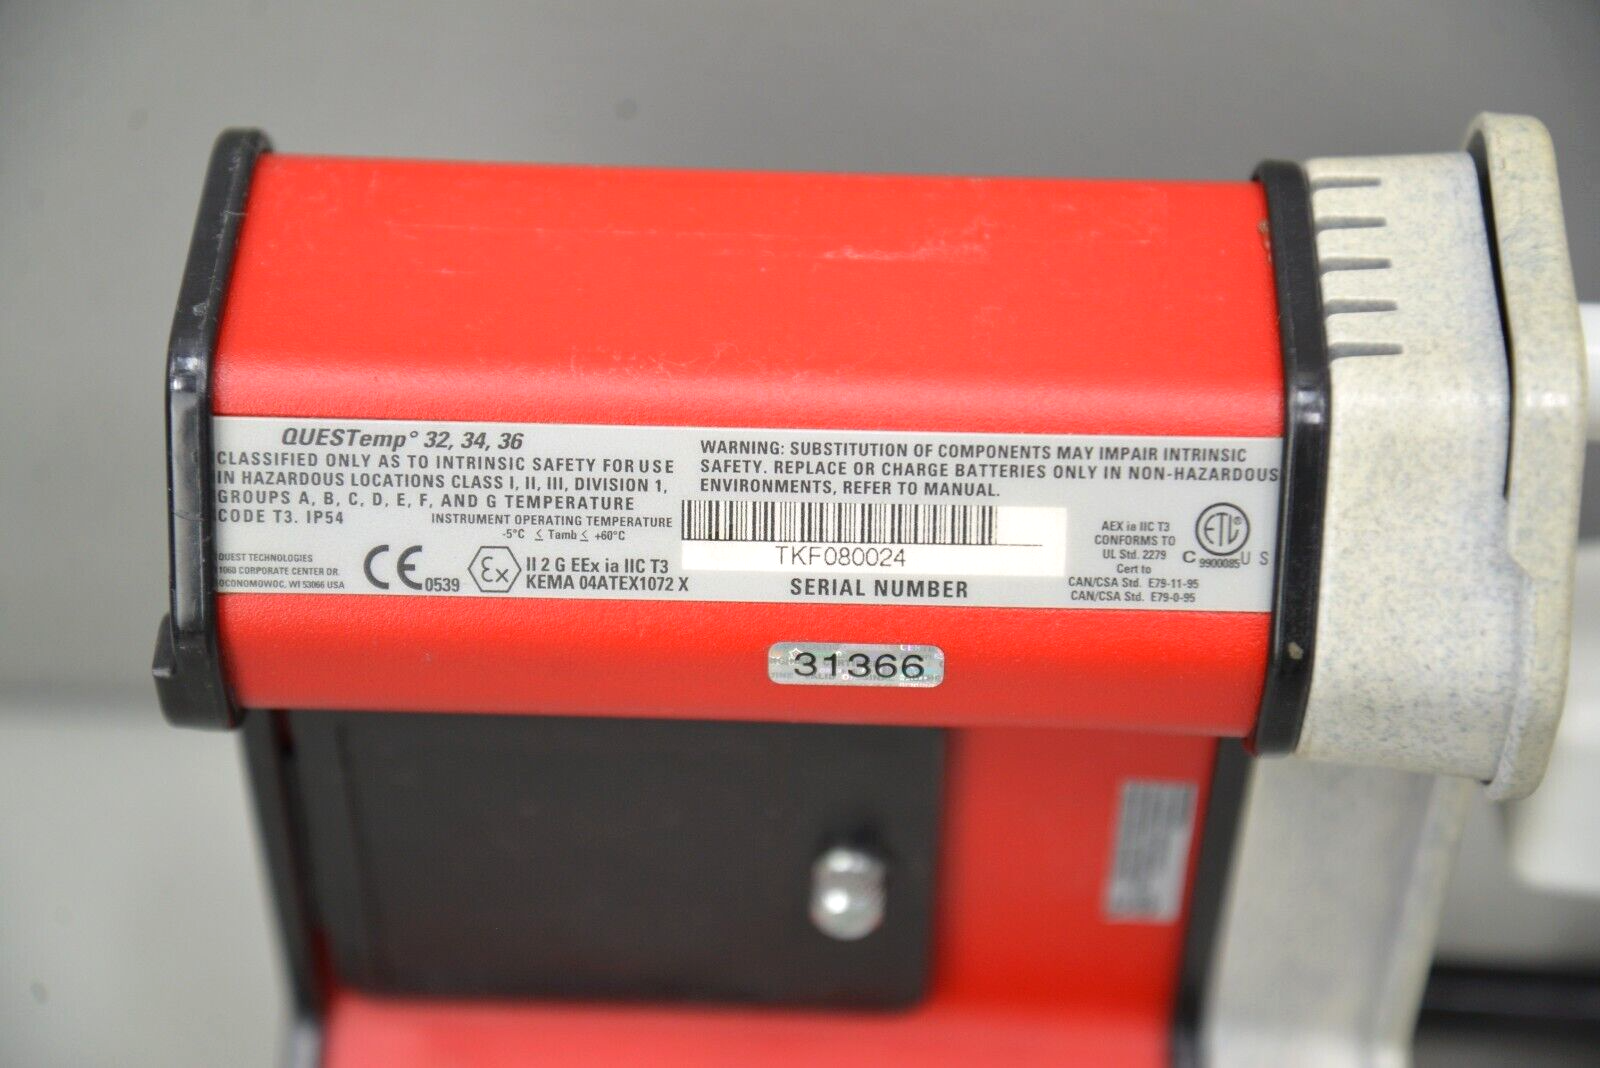 QUESTemp° 32, 34, 36
CLASSIFIED ONLY AS TO INTRINSIC SAFETY FOR USE
IN HAZARDOUS LOCATIONS CLASS I, II, III, DIVISION 1,
GROUPS A, B, C, D, E, F, AND G TEMPERATURE
CODE T3. IP54
INSTRUMENT OPERATING TEMPERATURE
-5°C ≤ Tamb ≤ +60°C
QUEST TECHNOLOGIES
1060 CORPORATE CENTER DR.
OCONOMOWOC, WI 53066 USA
CE 0539
Ex II 2 G EEx ia IIC T3
KEMA 04ATEX1072 X
WARNING: SUBSTITUTION OF COMPONENTS MAY IMPAIR INTRINSIC
SAFETY. REPLACE OR CHARGE BATTERIES ONLY IN NON-HAZARDOUS
ENVIRONMENTS, REFER TO MANUAL.
TKF080024
SERIAL NUMBER
AEX ia IIC T3
CONFORMS TO
UL Std. 2279
Cert to
CAN/CSA Std. E79-11-95
CAN/CSA Std. E79-0-95
ETL®
C US
9900085
31366